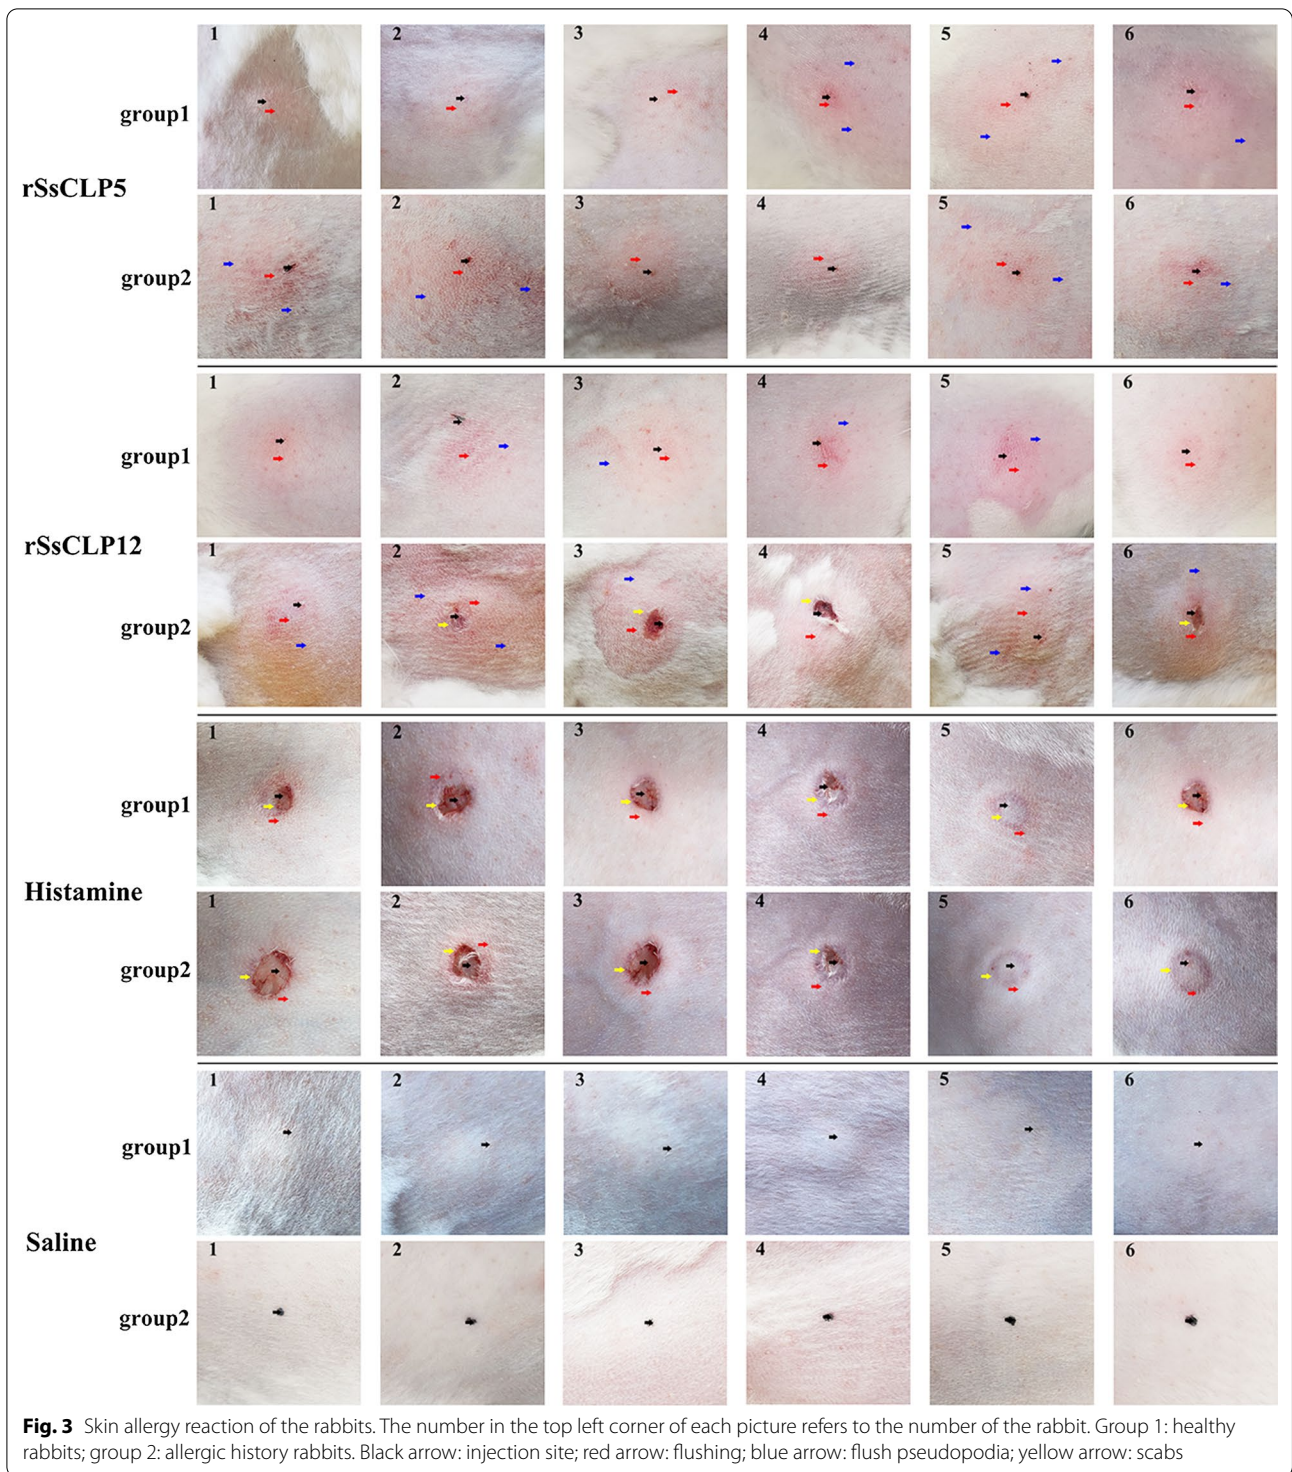 1 2 3 4 5 6
group1
rSsCLP5
1 2 3 4 5 6
group2
1 2 3 4 5 6
group1
rSsCLP12
1 2 3 4 5 6
group2
1 2 3 4 5 6
group1
Histamine
1 2 3 4 5 6
group2
1 2 3 4 5 6
group1
Saline
1 2 3 4 5 6
group2
Fig. 3 Skin allergy reaction of the rabbits. The number in the top left corner of each picture refers to the number of the rabbit. Group 1: healthy
rabbits; group 2: allergic history rabbits. Black arrow: injection site; red arrow: flushing; blue arrow: flush pseudopodia; yellow arrow: scabs